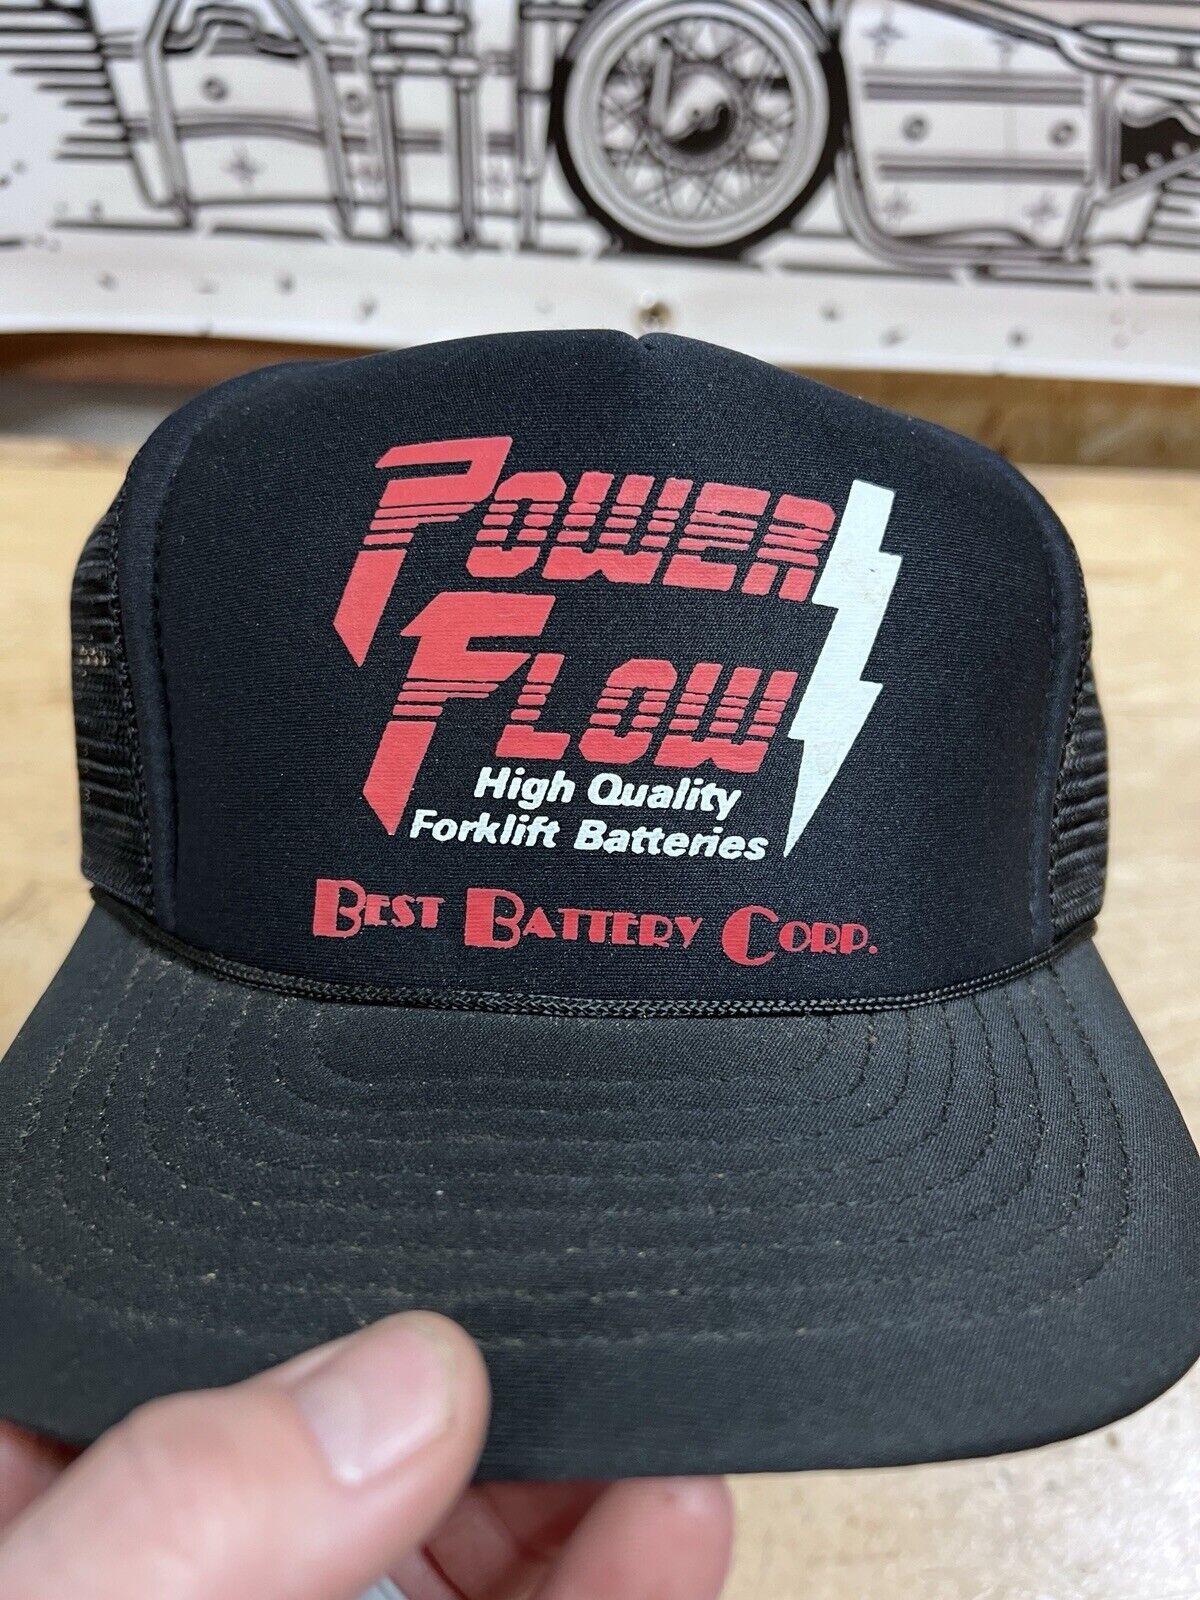 POWER
FLOW
High Quality
Forklift Batteries
BEST BATTERY CORP.